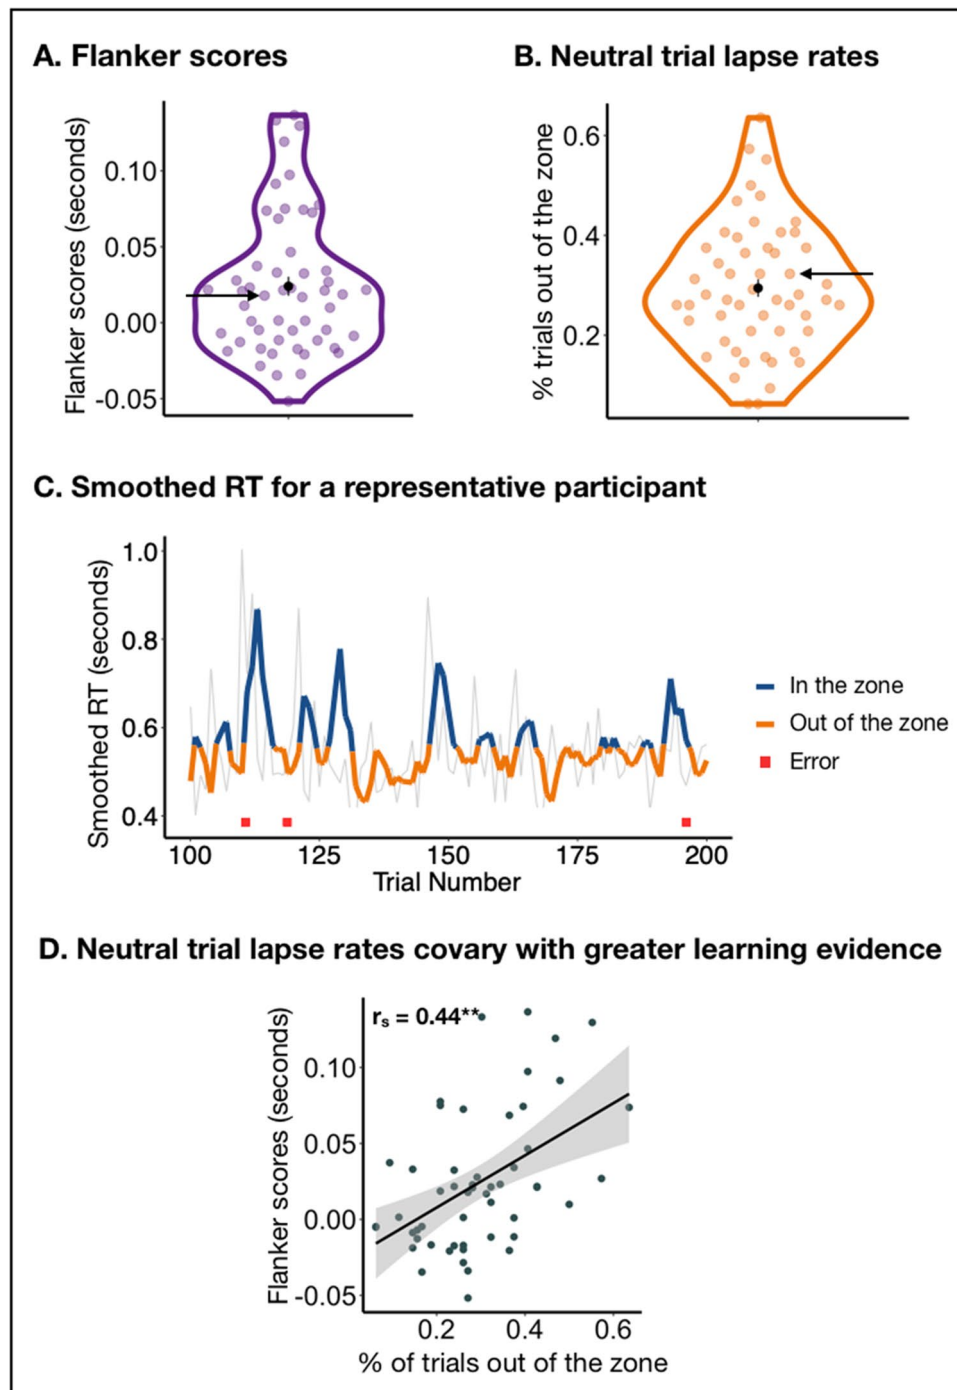 A. Flanker scores
Flanker scores (seconds)
0.10
0.05
0.00
-0.05
B. Neutral trial lapse rates
% trials out of the zone
0.6
0.4
0.2
C. Smoothed RT for a representative participant
Smoothed RT (seconds)
1.0
0.8
0.6
0.4
100 125 150 175 200
Trial Number
In the zone
Out of the zone
Error
D. Neutral trial lapse rates covary with greater learning evidence
rₛ = 0.44**
Flanker scores (seconds)
0.10
0.05
0.00
-0.05
0.2 0.4 0.6
% of trials out of the zone